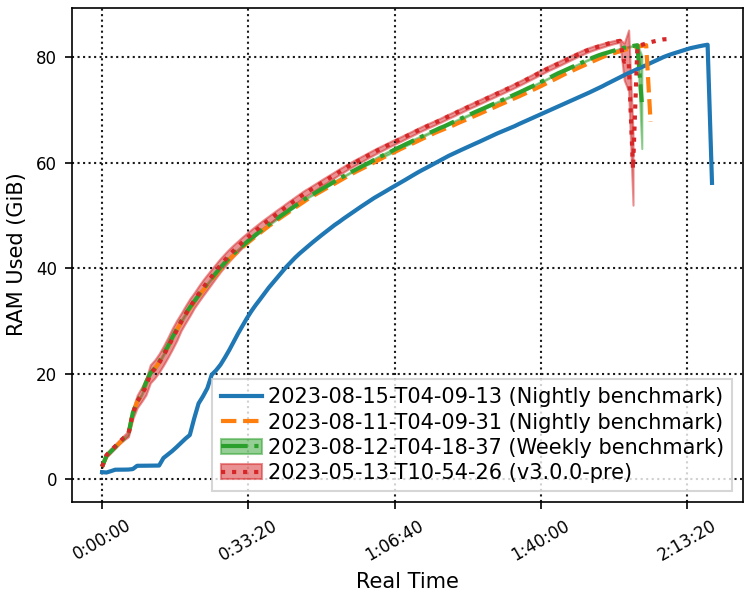 80
60
40
20
0
RAM Used (GiB)
2023-08-15-T04-09-13 (Nightly benchmark)
2023-08-11-T04-09-31 (Nightly benchmark)
2023-08-12-T04-18-37 (Weekly benchmark)
2023-05-13-T10-54-26 (v3.0.0-pre)
0:00:00
0:33:20
1:06:40
1:40:00
2:13:20
Real Time